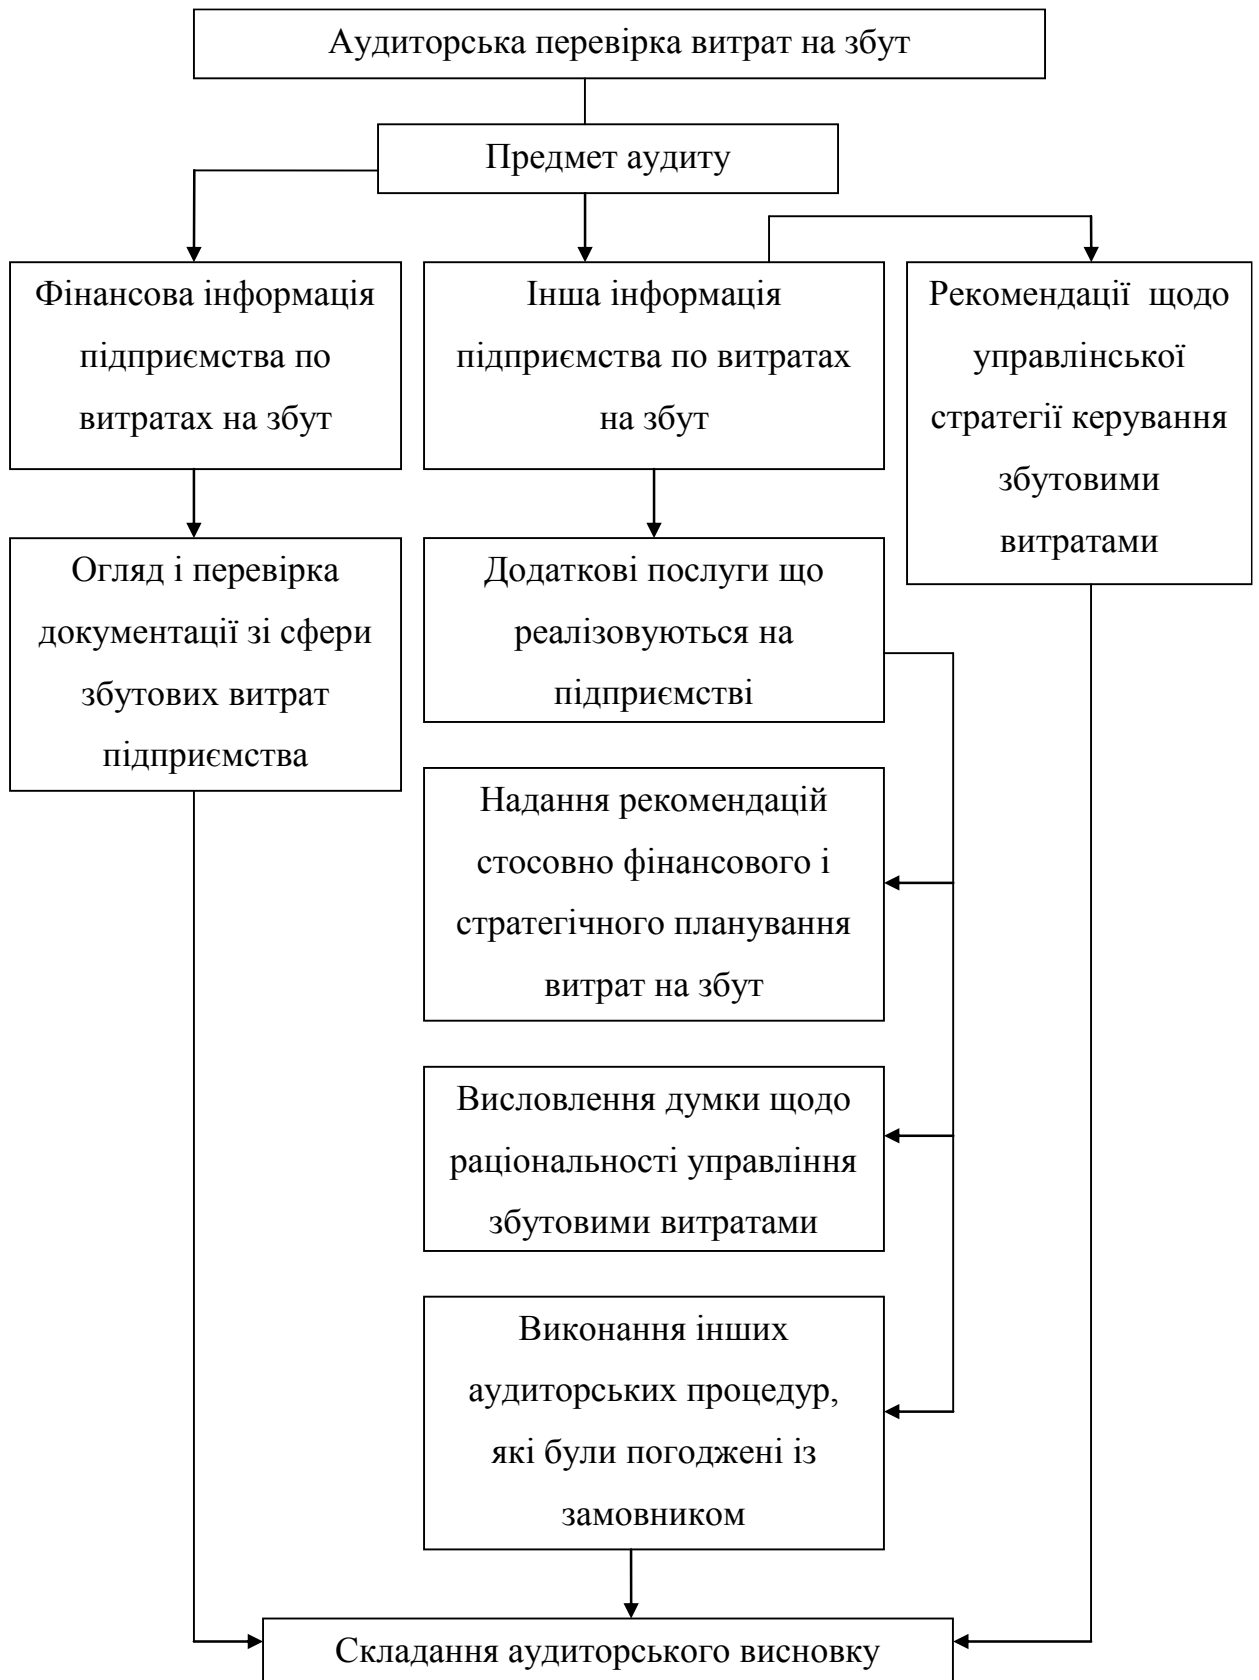 Аудиторська перевірка витрат на збут
Предмет аудиту
Фінансова інформація
підприємства по
витратах на збут
Інша інформація
підприємства по витратах
на збут
Рекомендації щодо
управлінської
стратегії керування
збутовими
витратами
Огляд і перевірка
документації зі сфери
збутових витрат
підприємства
Додаткові послуги що
реалізовуються на
підприємстві
Надання рекомендацій
стосовно фінансового і
стратегічного планування
витрат на збут
Висловлення думки щодо
раціональності управління
збутовими витратами
Виконання інших
аудиторських процедур,
які були погоджені із
замовником
Складання аудиторського висновку